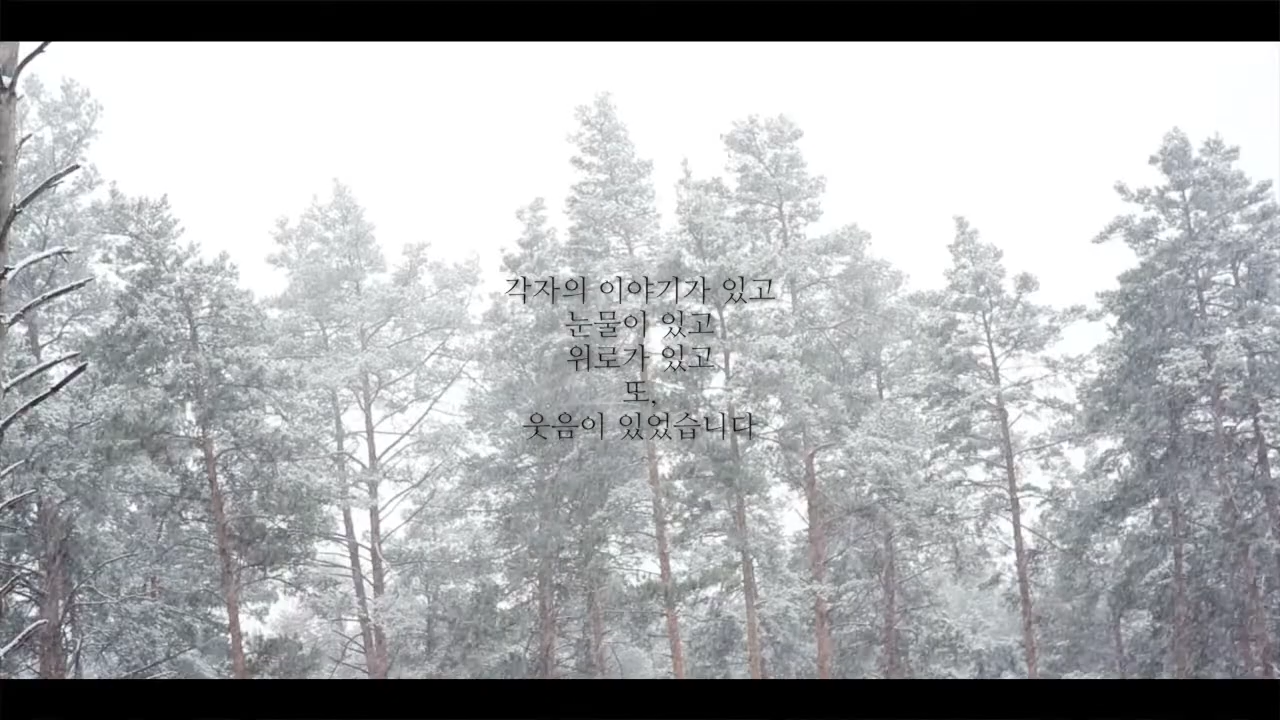 각자의 이야기가 있고
눈물이 있고
위로가 있고
또,
웃음이 있었습니다